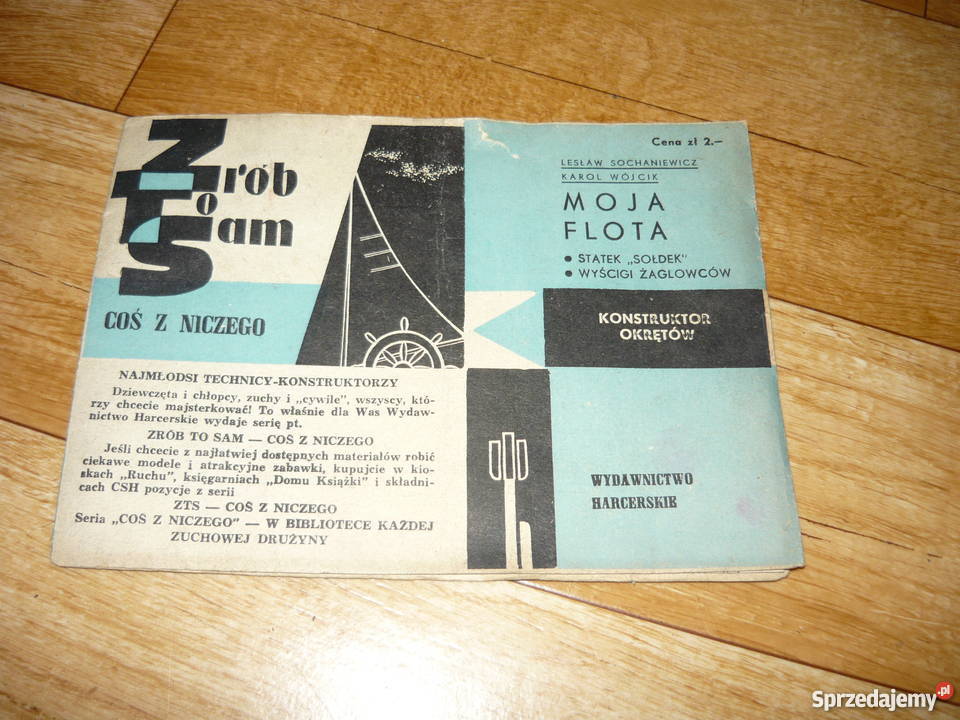 Zrób
To
Sam
COŚ Z NICZEGO
NAJMŁODSI TECHNICY-KONSTRUKTORZY
Dziewczęta i chłopcy, zuchy i „cywile", wszyscy, któ-
rzy chcecie majsterkować! To właśnie dla Was Wydaw-
nictwo Harcerskie wydaje serię pt.
ZRÓB TO SAM — COŚ Z NICZEGO
Jeśli chcecie z najłatwiej dostępnych materiałów robić
ciekawe modele i atrakcyjne zabawki, kupujcie w kio-
skach „Ruchu", księgarniach „Domu Książki" i składni-
cach CSH pozycje z serii
ZTS — COŚ Z NICZEGO
Seria „COŚ Z NICZEGO" — W BIBLIOTECE KAŻDEJ
ZUCHOWEJ DRUŻYNY
Cena zł 2.—
LESŁAW SOCHANIEWICZ
KAROL WÓJCIK
MOJA
FLOTA
• STATEK „SOŁDEK"
• WYŚCIGI ŻAGLOWCÓW
KONSTRUKTOR
OKRĘTÓW
WYDAWNICTWO
HARCERSKIE
Sprzedajemy.pl